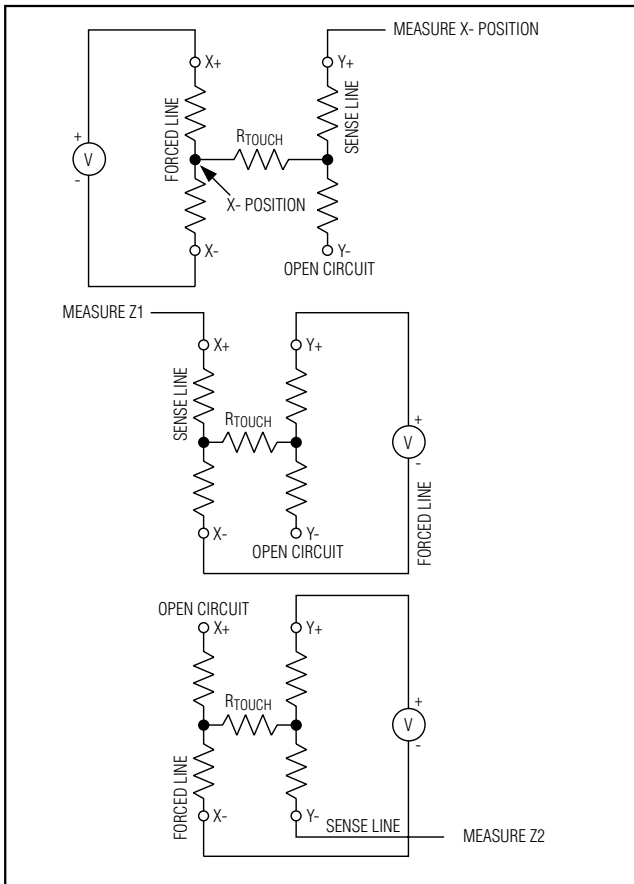 MEASURE X- POSITION
X+
Y+
+
V
-
FORCED LINE
RTOUCH
SENSE LINE
X- POSITION
X-
Y-
OPEN CIRCUIT
MEASURE Z1
X+
Y+
SENSE LINE
RTOUCH
+
V
-
X-
Y-
OPEN CIRCUIT
FORCED LINE
OPEN CIRCUIT
X+
Y+
RTOUCH
+
V
-
FORCED LINE
X-
Y-
SENSE LINE
MEASURE Z2